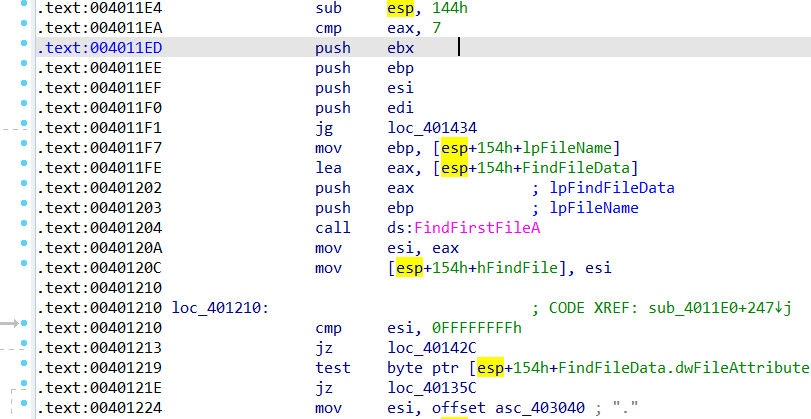 .text:004011E4 sub esp, 144h
.text:004011EA cmp eax, 7
.text:004011ED push ebx
.text:004011EE push ebp
.text:004011EF push esi
.text:004011F0 push edi
.text:004011F1 jg loc_401434
.text:004011F7 mov ebp, [esp+154h+lpFileName]
.text:004011FE lea eax, [esp+154h+FindFileData]
.text:00401202 push eax ; lpFindFileData
.text:00401203 push ebp ; lpFileName
.text:00401204 call ds:FindFirstFileA
.text:0040120A mov esi, eax
.text:0040120C mov [esp+154h+hFindFile], esi
.text:00401210
.text:00401210 loc_401210: ; CODE XREF: sub_4011E0+247↓j
.text:00401210 cmp esi, 0FFFFFFFFh
.text:00401213 jz loc_40142C
.text:00401219 test byte ptr [esp+154h+FindFileData.dwFileAttribute
.text:0040121E jz loc_40135C
.text:00401224 mov esi, offset asc_403040 ; "."